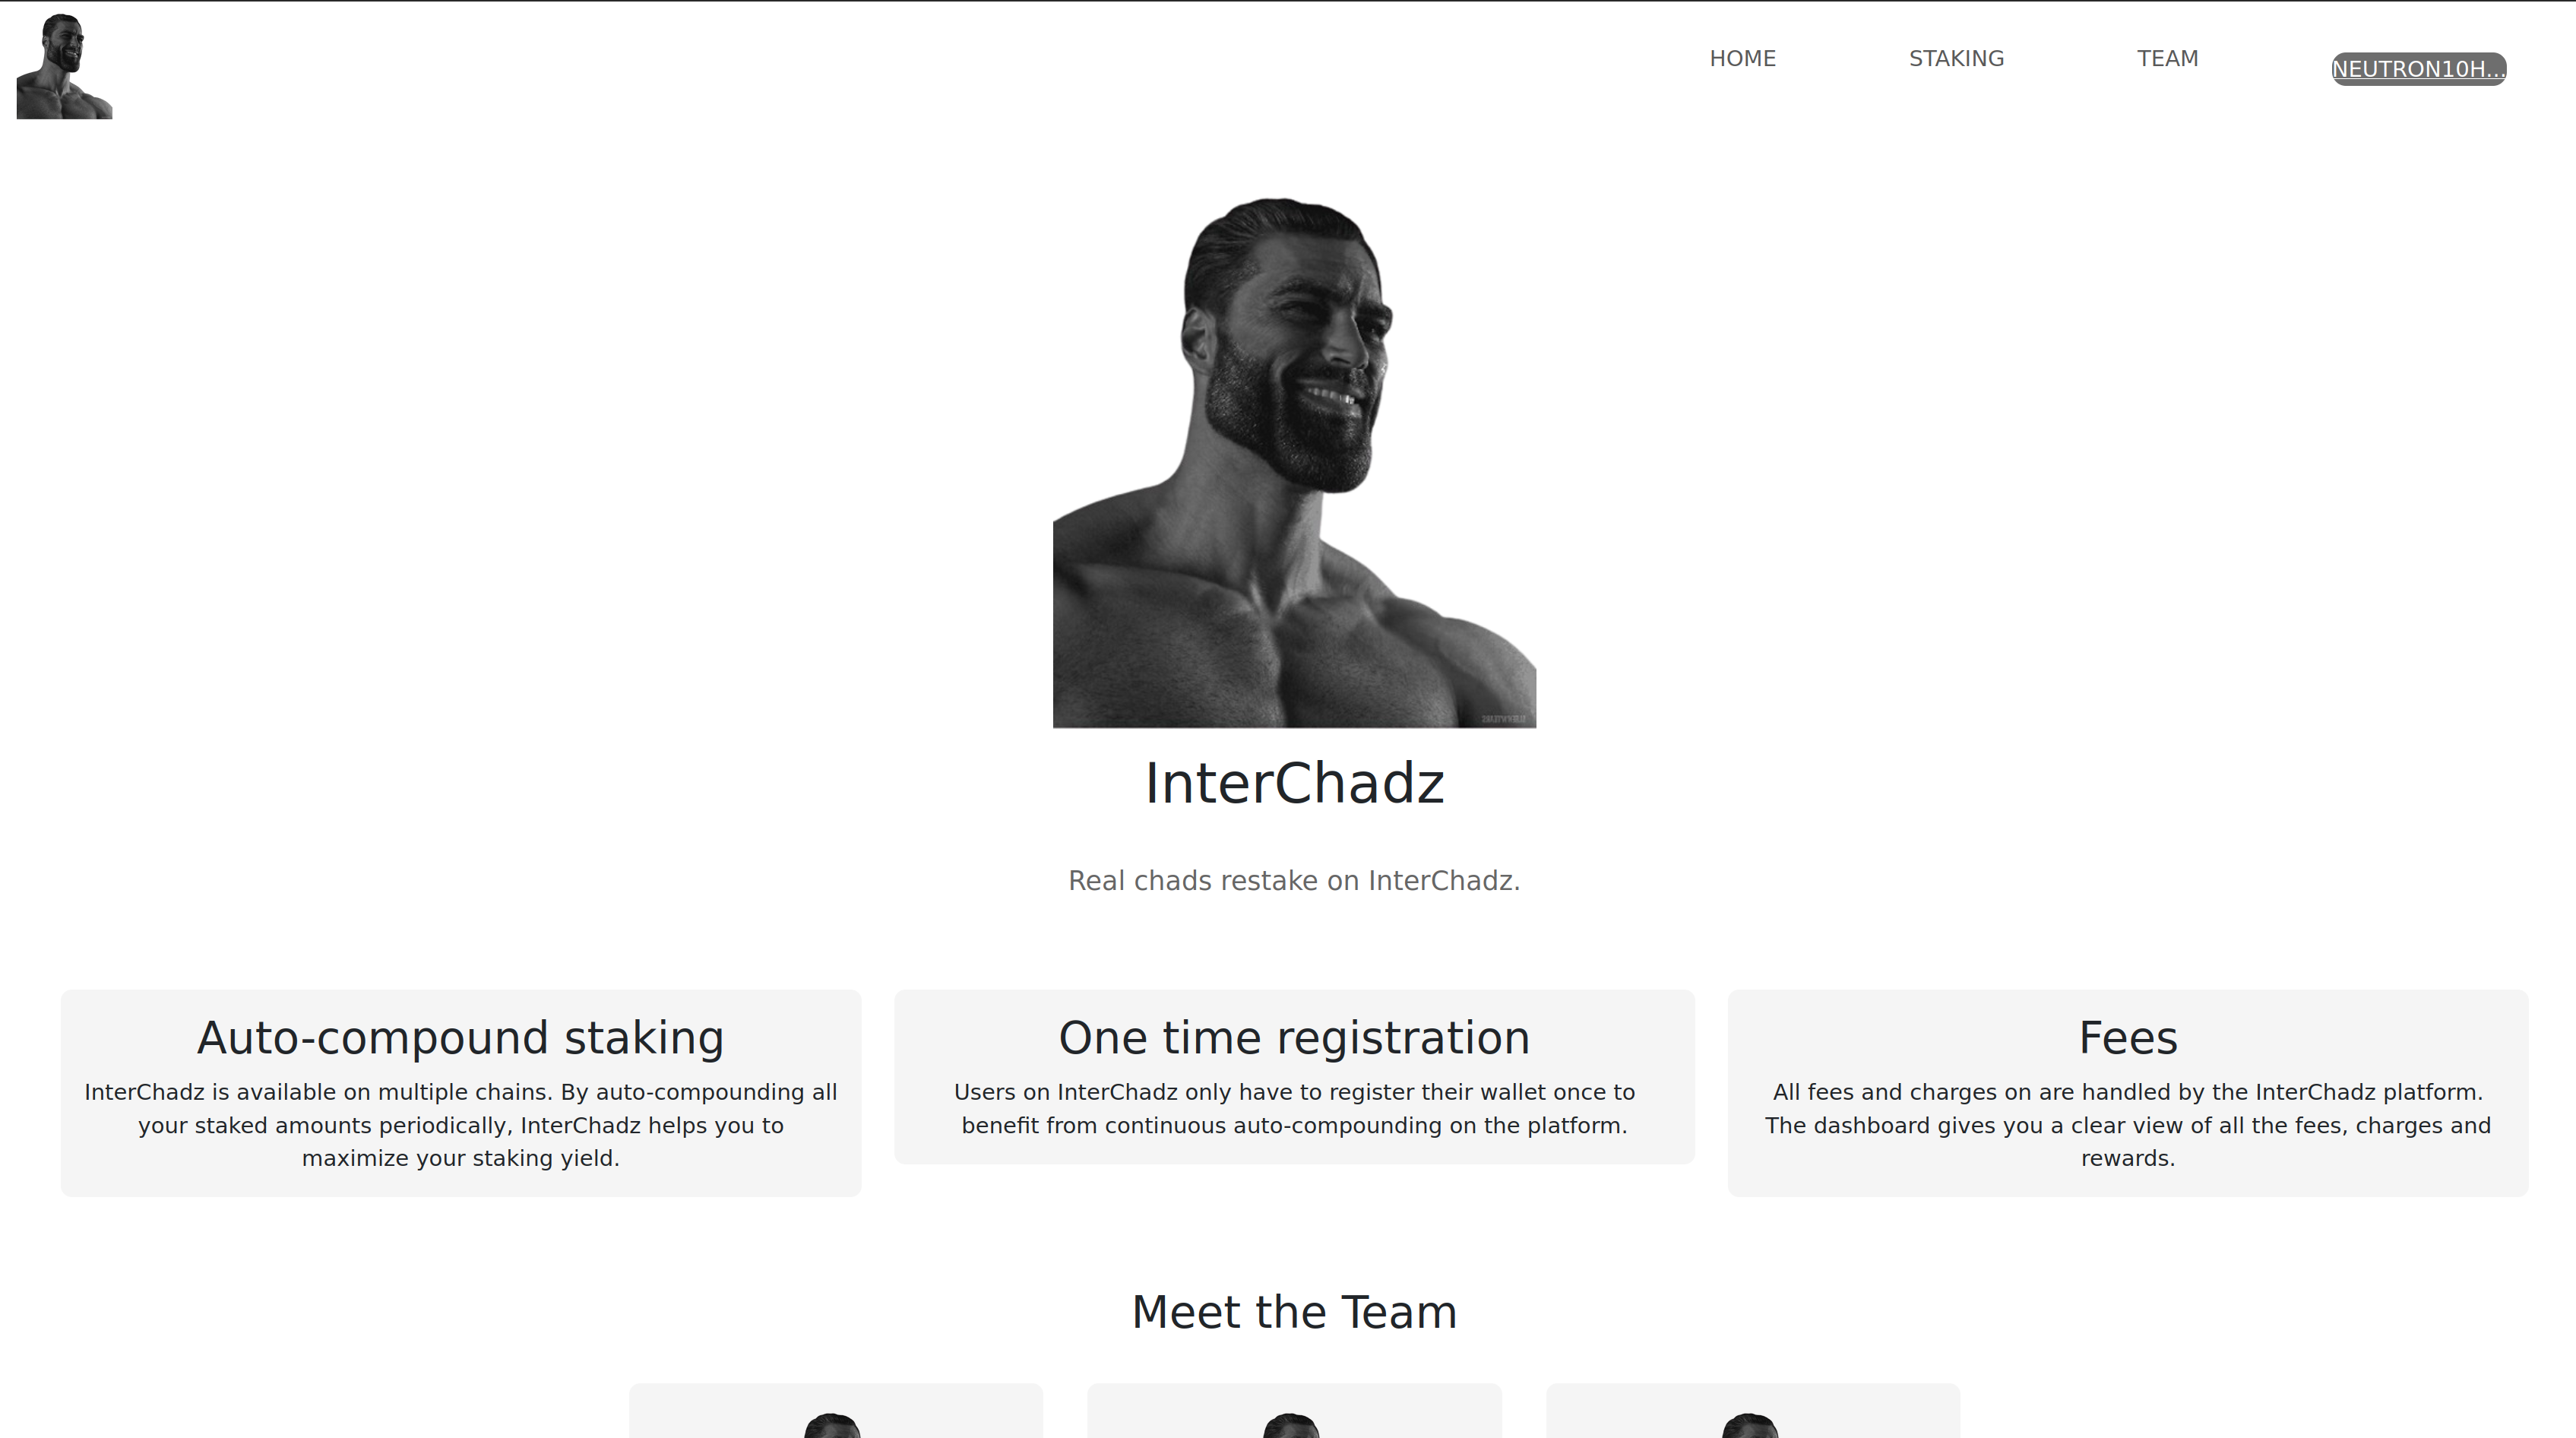 HOME
STAKING
TEAM
NEUTRON10H...
InterChadz
Real chads restake on InterChadz.
Auto-compound staking
InterChadz is available on multiple chains. By auto-compounding all
your staked amounts periodically, InterChadz helps you to
maximize your staking yield.
One time registration
Users on InterChadz only have to register their wallet once to
benefit from continuous auto-compounding on the platform.
Fees
All fees and charges on are handled by the InterChadz platform.
The dashboard gives you a clear view of all the fees, charges and
rewards.
Meet the Team